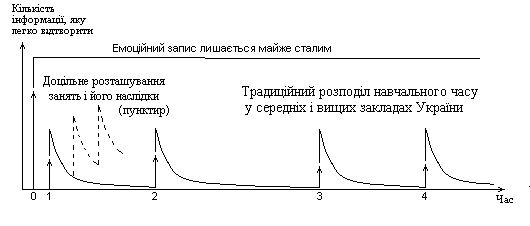 Кількість
інформації, яку
легко відтворити
Емоційний запис лишається майже сталим
Доцільне розташування
занять і його наслідки
(пунктир)
Традиційний розподіл навчального часу
у середніх і вищих закладах України
0 1 2 3 4
Час